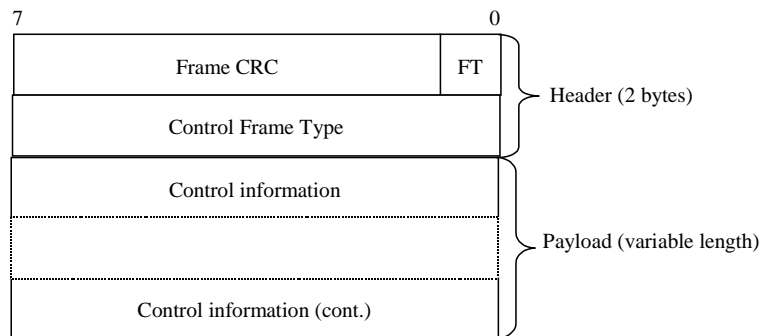 7 0
Frame CRC FT
Header (2 bytes)
Control Frame Type
Control information
Payload (variable length)
Control information (cont.)